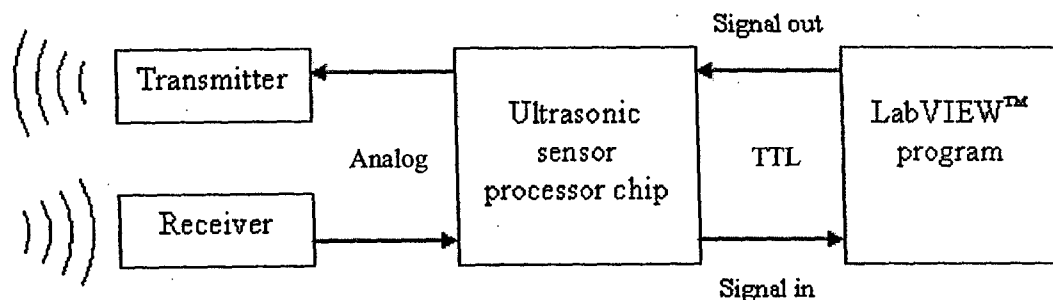 Signal out
Transmitter
Ultrasonic
sensor
processor chip
LabVIEW™
program
Analog
TTL
Receiver
Signal in